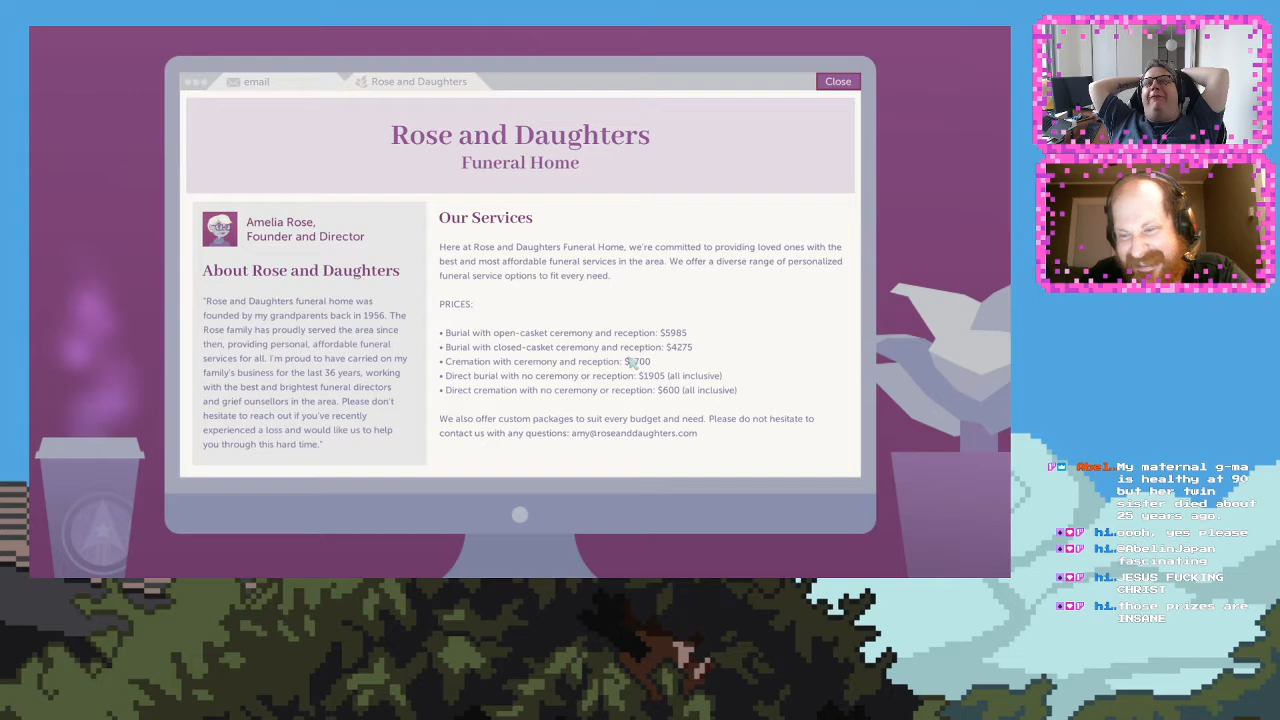 email
Rose and Daughters
Close
Rose and Daughters
Funeral Home
Amelia Rose,
Founder and Director
About Rose and Daughters
"Rose and Daughters funeral home was
founded by my grandparents back in 1956. The
Rose family has proudly served the area since
then, providing personal, affordable funeral
services for all. I'm proud to have carried on my
family's business for the last 36 years, working
with the best and brightest funeral directors
and grief ounsellors in the area. Please don't
hesitate to reach out if you've recently
experienced a loss and would like us to help
you through this hard time."
Our Services
Here at Rose and Daughters Funeral Home, we're committed to providing loved ones with the
best and most affordable funeral services in the area. We offer a diverse range of personalized
funeral service options to fit every need.
PRICES:
• Burial with open-casket ceremony and reception: $5985
• Burial with closed-casket ceremony and reception: $4275
• Cremation with ceremony and reception:
• Direct burial with no ceremony or reception: $1905 (all inclusive)
• Direct cremation with no ceremony or reception: $600 (all inclusive)
We also offer custom packages to suit every budget and need. Please do not hesitate to
contact us with any questions: amy@roseanddaughters.com
Abel..My maternal g-ma
is healthy at 90
but her twin
sister died about
25 years ago.
hi..oooh, yes please
hi..@AbelinJapan
fascinating
hi..JESUS FUCKING
CHRIST
hi..those prizes are
INSANE